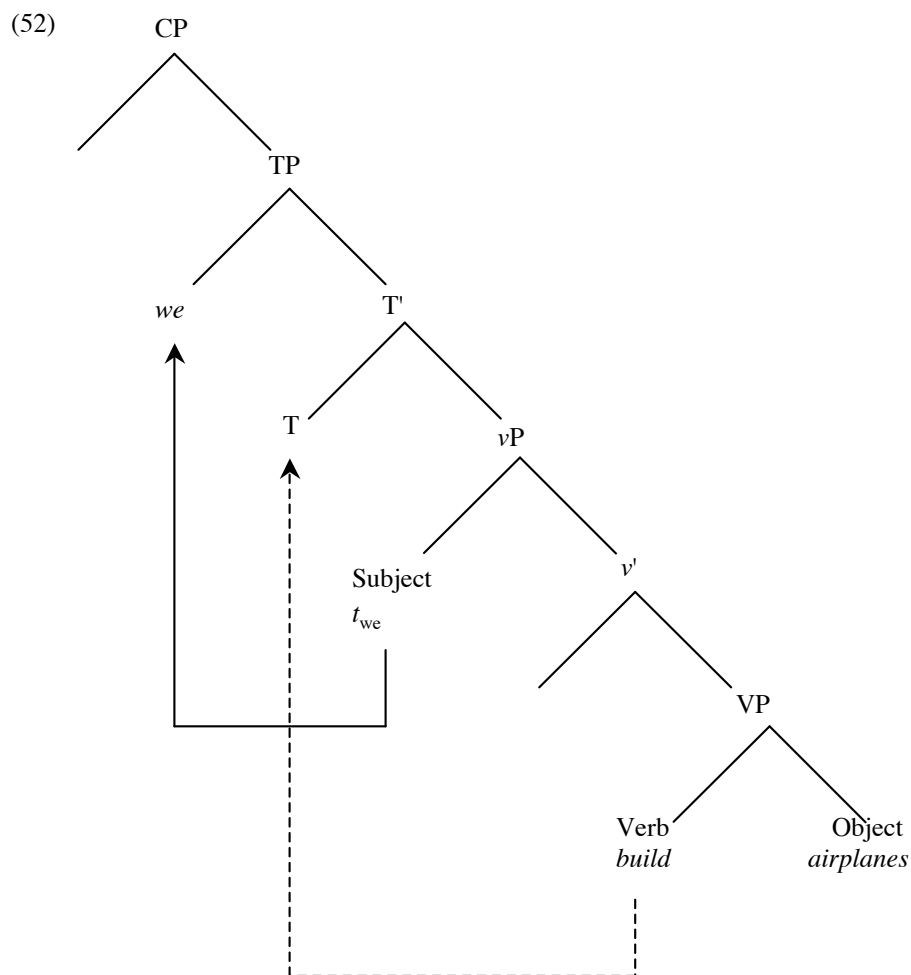 (52)
CP
TP
we
T'
T
vP
Subject
t_we
v'
VP
Verb
build
Object
airplanes